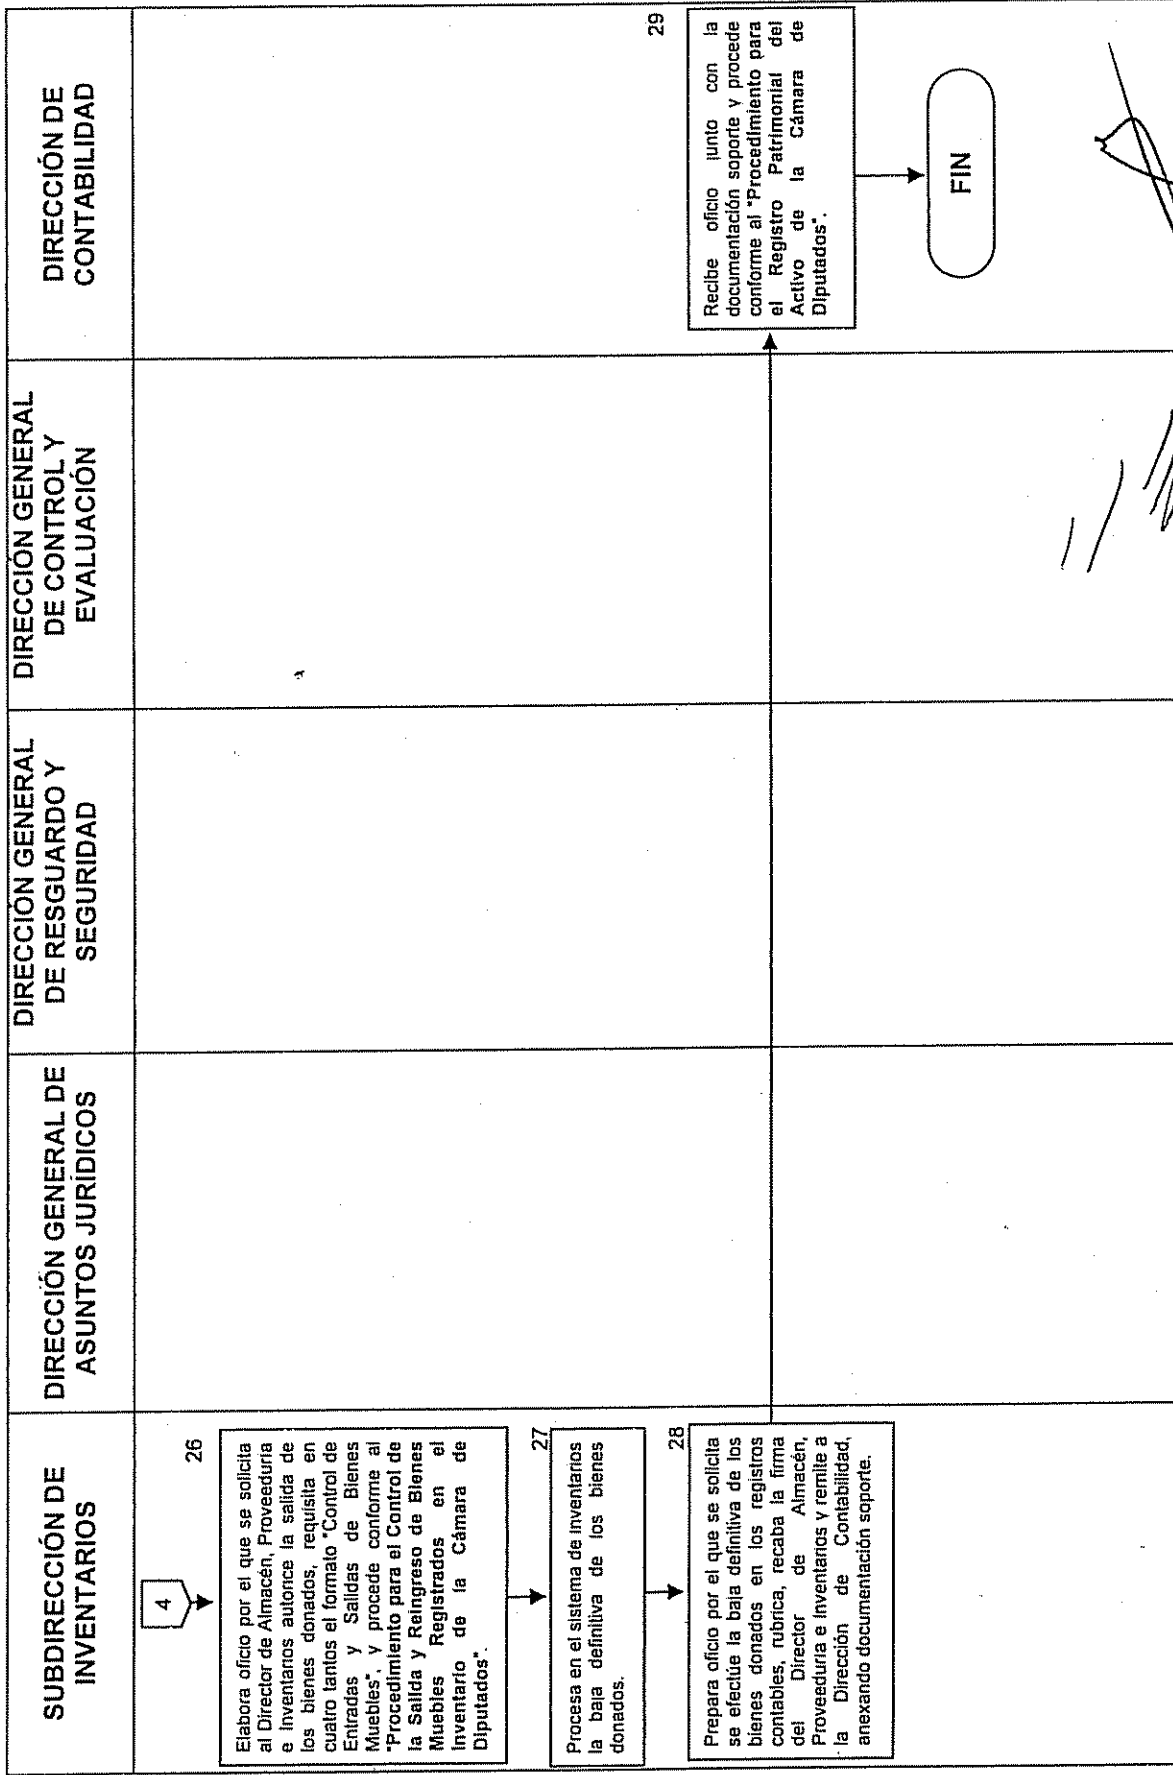 SUBDIRECCIÓN DE
INVENTARIOS
DIRECCIÓN GENERAL DE
ASUNTOS JURÍDICOS
DIRECCIÓN GENERAL
DE RESGUARDO Y
SEGURIDAD
DIRECCIÓN GENERAL
DE CONTROL Y
EVALUACIÓN
DIRECCIÓN DE
CONTABILIDAD
4
26
Elabora oficio por el que se solicita
al Director de Almacén, Proveeduría
e Inventarios autorice la salida de
los bienes donados, requisita en
cuatro tantos el formato "Control de
Entradas y Salidas de Bienes
Muebles", y procede conforme al
"Procedimiento para el Control de
la Salida y Reingreso de Bienes
Muebles Registrados en el
Inventario de la Cámara de
Diputados".
27
Procesa en el sistema de inventarios
la baja definitiva de los bienes
donados.
28
Prepara oficio por el que se solicita
se efectúe la baja definitiva de los
bienes donados en los registros
contables, rubrica, recaba la firma
del Director de Almacén,
Proveeduría e Inventarios y remite a
la Dirección de Contabilidad,
anexando documentación soporte.
29
Recibe oficio junto con la
documentación soporte y procede
conforme al "Procedimiento para
el Registro Patrimonial del
Activo de la Cámara de
Diputados".
FIN